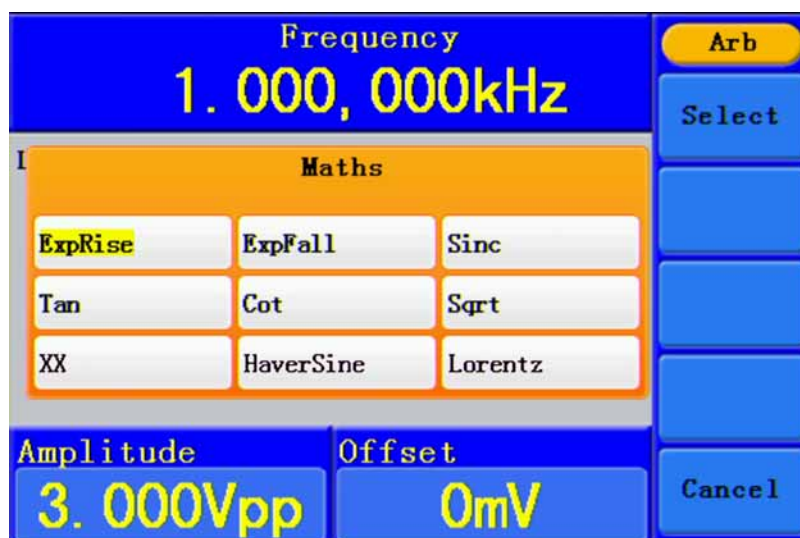 Frequency
1.000,000kHz
Arb
Select
Maths
ExpRise ExpFall Sinc
Tan Cot Sqrt
XX HaverSine Lorentz
Amplitude
3.000Vpp
Offset
0mV
Cancel